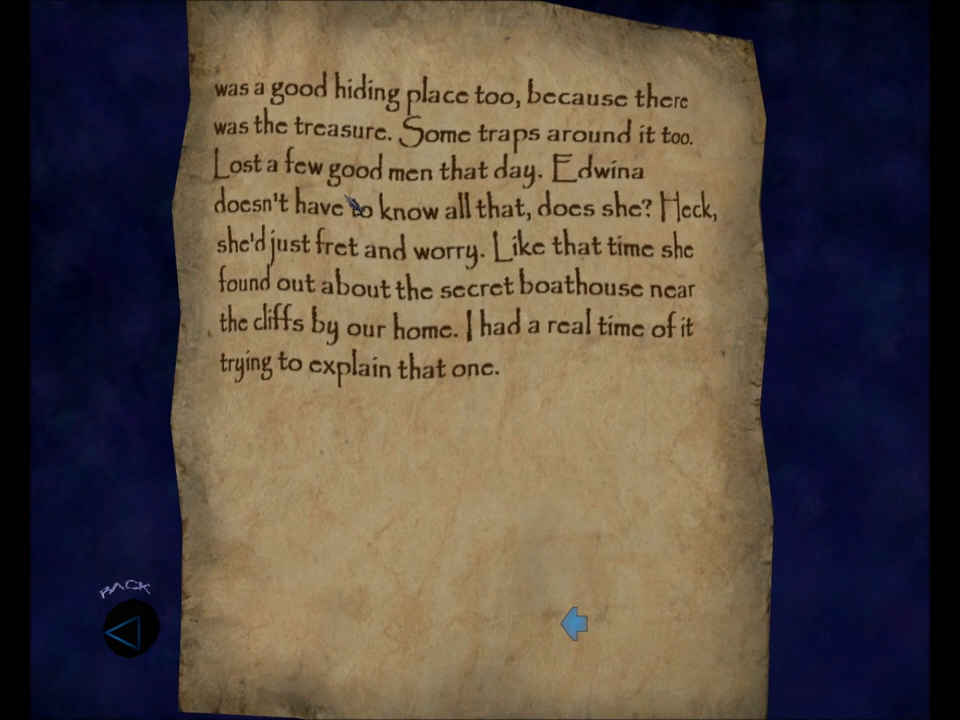 was a good hiding place too, because there
was the treasure. Some traps around it too.
Lost a few good men that day. Edwina
doesn't have to know all that, does she? Heck,
she'd just fret and worry. Like that time she
found out about the secret boathouse near
the cliffs by our home. I had a real time of it
trying to explain that one.
BACK